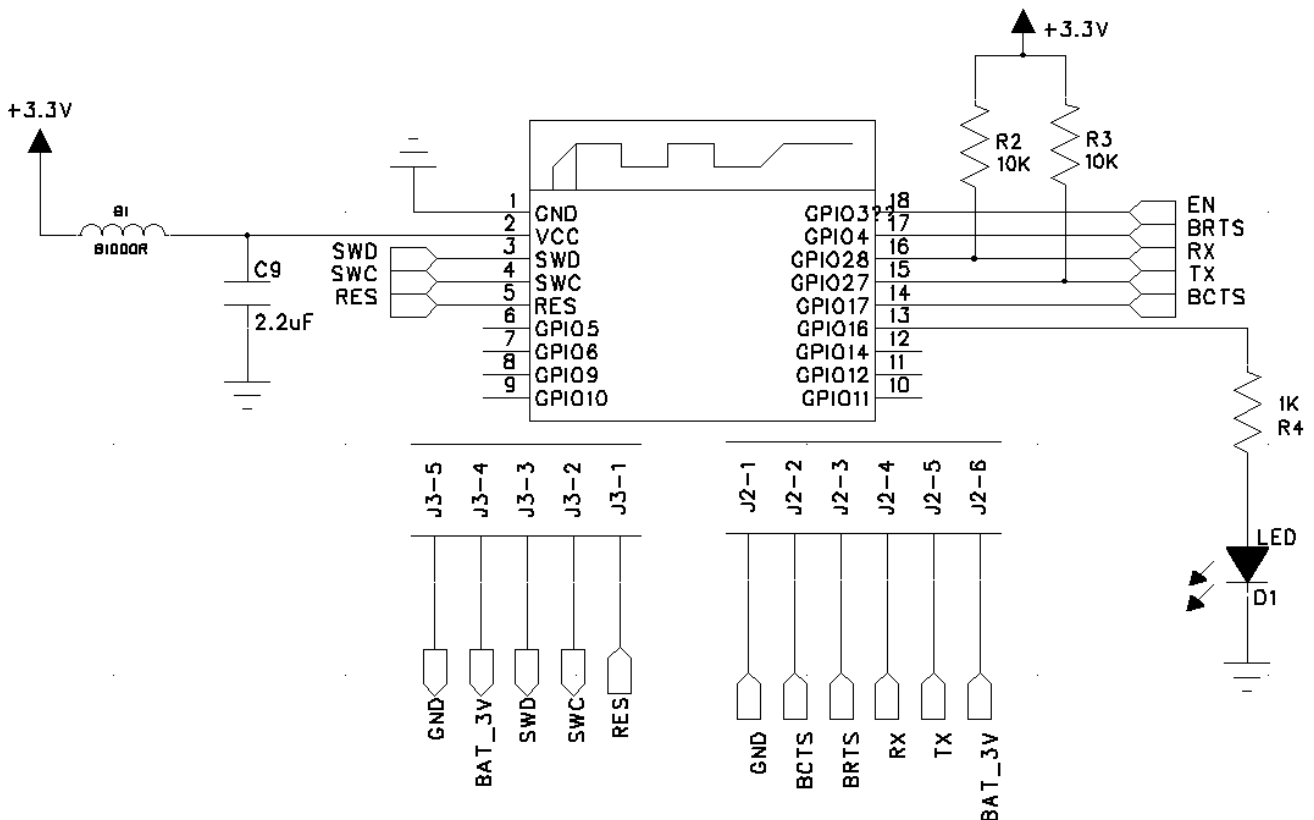 +3.3V
+3.3V
R2
10K
R3
10K
B1
B1000R
C9
2.2uF
SWD
SWC
RES
1
2
3
4
5
6
7
8
9
GND
VCC
SWD
SWC
RES
GPIO5
GPIO6
GPIO9
GPIO10
GPIO3??
GPIO4
GPIO28
GPIO27
GPIO17
GPIO16
GPIO14
GPIO12
GPIO11
18
17
16
15
14
13
12
11
10
EN
BRTS
RX
TX
BCTS
1K
R4
LED
D1
J3-5
J3-4
J3-3
J3-2
J3-1
GND
BAT_3V
SWD
SWC
RES
J2-1
J2-2
J2-3
J2-4
J2-5
J2-6
GND
BCTS
BRTS
RX
TX
BAT_3V